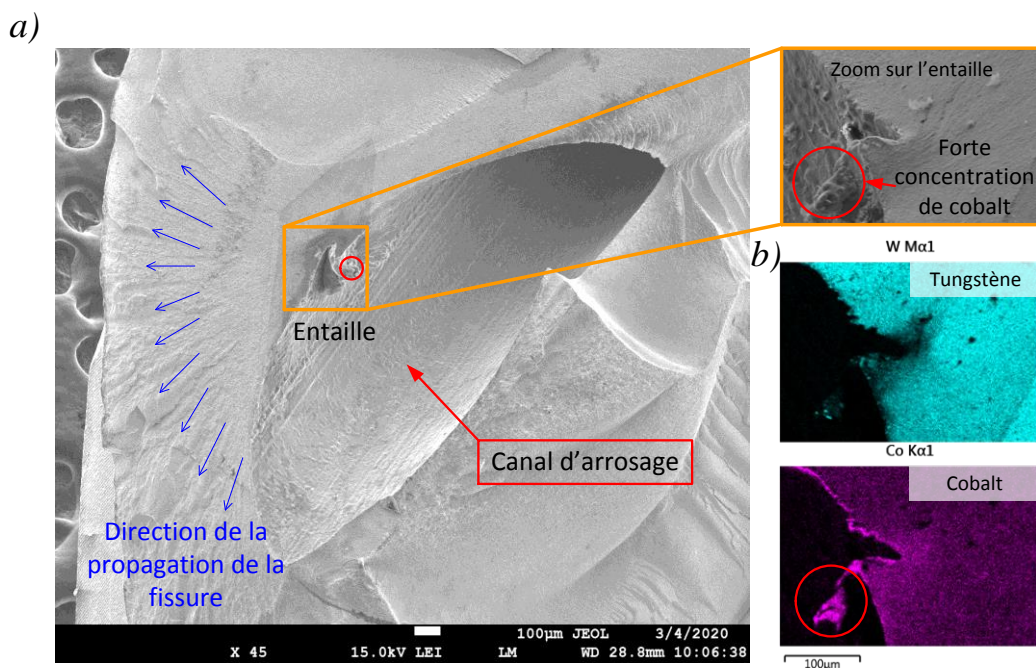 a)
Zoom sur l'entaille
Forte
concentration
de cobalt
Entaille
Canal d'arrosage
Direction de la
propagation de la
fissure
100µm JEOL 3/4/2020
X 45 15.0kV LEI LM WD 28.8mm 10:06:38
b)
W Mα1
Tungstène
Co Kα1
Cobalt
100µm